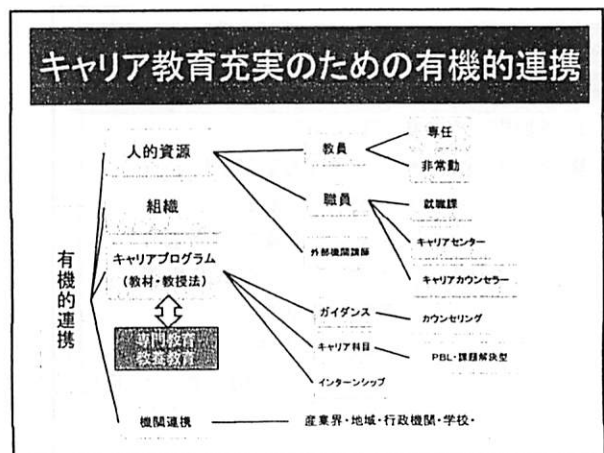 キャリア教育充実のための有機的連携
有機的連携
人的資源
教員
専任
非常勤
職員
就職課
キャリアセンター
キャリアカウンセラー
外部機関講師
組織
キャリアプログラム
(教材・教授法)
専門教育
教養教育
ガイダンス
カウンセリング
キャリア科目
PBL・課題解決型
インターンシップ
機関連携
産業界・地域・行政機関・学校・